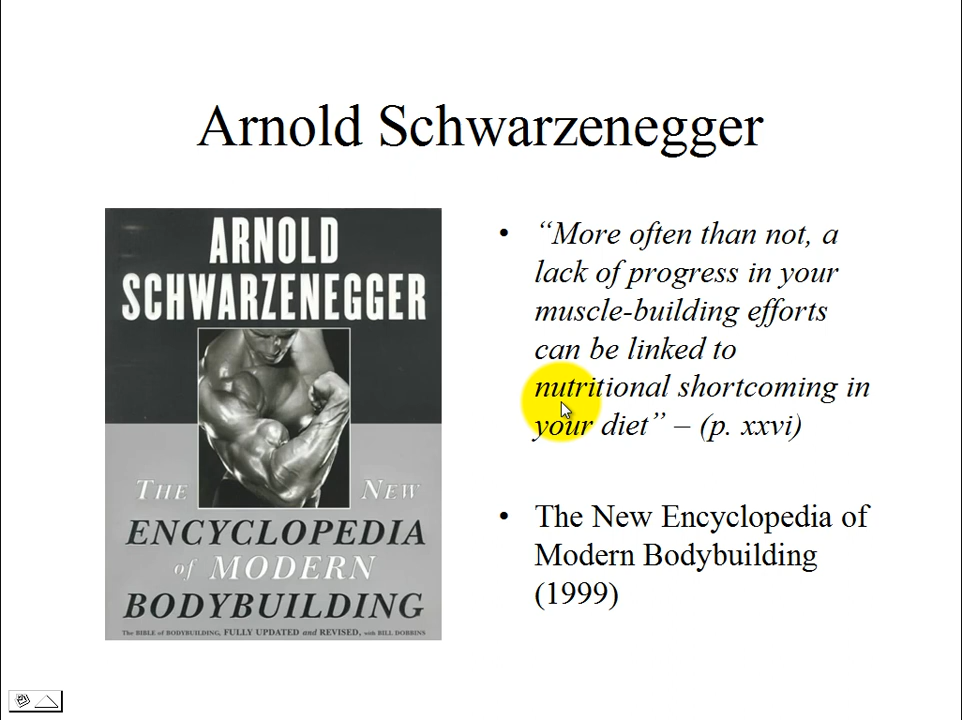 Arnold Schwarzenegger
ARNOLD
SCHWARZENEGGER
THE NEW
ENCYCLOPEDIA
of MODERN
BODYBUILDING
The BIBLE of BODYBUILDING, FULLY UPDATED and REVISED, with BILL DOBBINS
• “More often than not, a
lack of progress in your
muscle-building efforts
can be linked to
nutritional shortcoming in
your diet” – (p. xxvi)
• The New Encyclopedia of
Modern Bodybuilding
(1999)